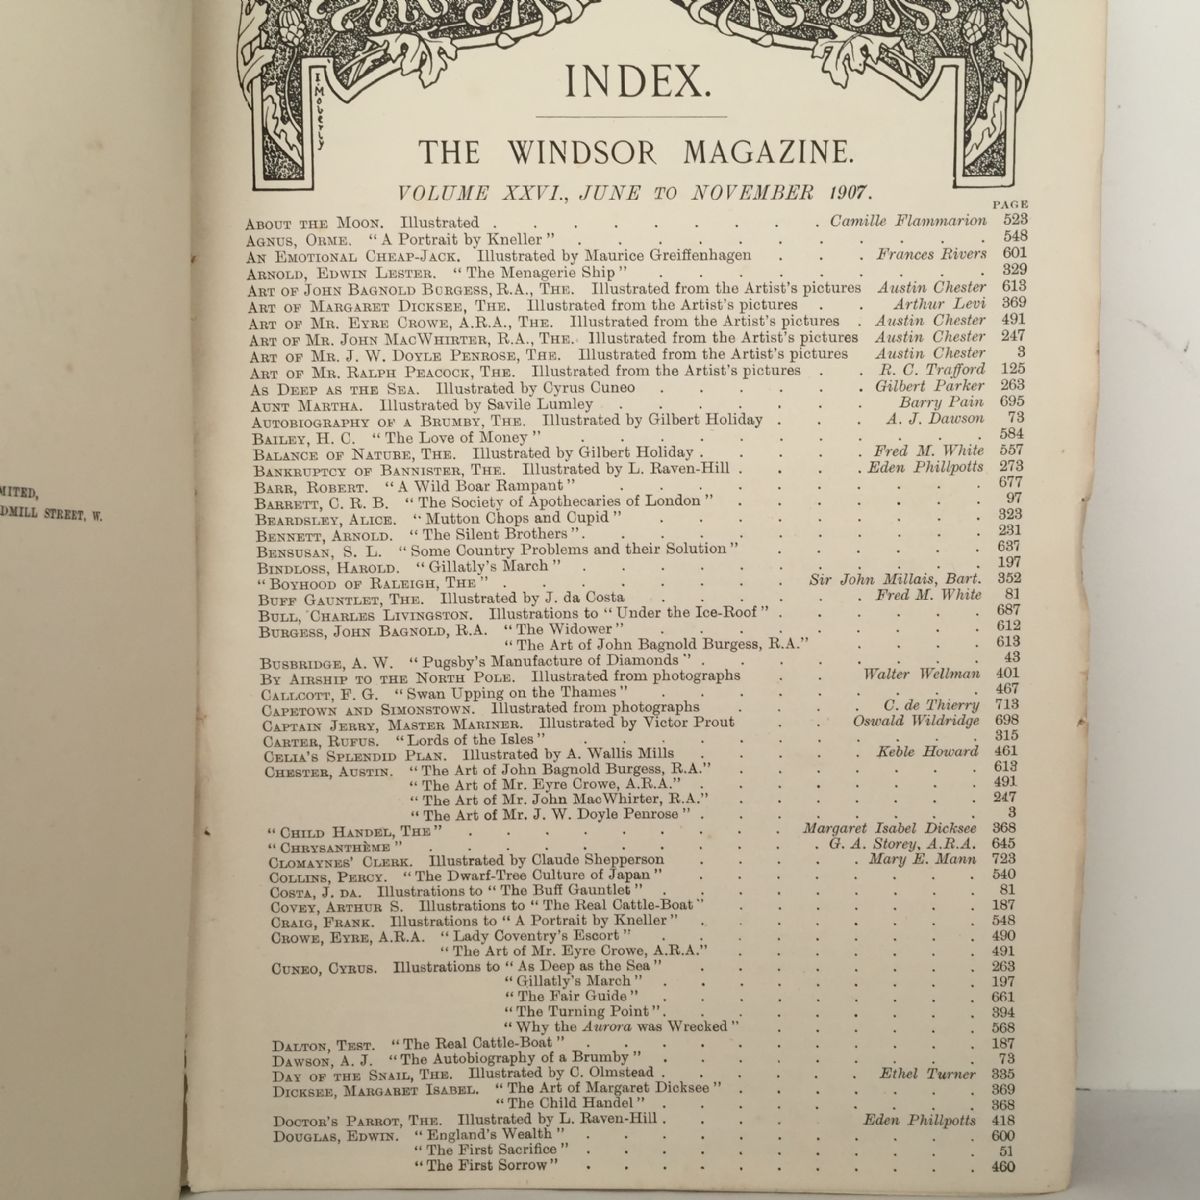 MITED,
DMILL STREET, W.
I. Moberly
INDEX.
THE WINDSOR MAGAZINE.
VOLUME XXVI., JUNE TO NOVEMBER 1907.
PAGE
ABOUT THE MOON. Illustrated . . . . . . . . . Camille Flammarion 523
AGNUS, ORME. "A Portrait by Kneller" . . . . . . . . . . . 548
AN EMOTIONAL CHEAP-JACK. Illustrated by Maurice Greiffenhagen . . . Frances Rivers 601
ARNOLD, EDWIN LESTER. "The Menagerie Ship" . . . . . . . . . 329
ART OF JOHN BAGNOLD BURGESS, R.A., THE. Illustrated from the Artist's pictures Austin Chester 613
ART OF MARGARET DICKSEE, THE. Illustrated from the Artist's pictures . . Arthur Levi 369
ART OF MR. EYRE CROWE, A.R.A., THE. Illustrated from the Artist's pictures . Austin Chester 491
ART OF MR. JOHN MACWHIRTER, R.A., THE. Illustrated from the Artist's pictures Austin Chester 247
ART OF MR. J. W. DOYLE PENROSE, THE. Illustrated from the Artist's pictures Austin Chester 3
ART OF MR. RALPH PEACOCK, THE. Illustrated from the Artist's pictures . . R. C. Trafford 125
AS DEEP AS THE SEA. Illustrated by Cyrus Cuneo . . . . . Gilbert Parker 263
AUNT MARTHA. Illustrated by Savile Lumley . . . . . . Barry Pain 695
AUTOBIOGRAPHY OF A BRUMBY, THE. Illustrated by Gilbert Holiday . . . A. J. Dawson 73
BAILEY, H. C. "The Love of Money" . . . . . . . . . . . 584
BALANCE OF NATURE, THE. Illustrated by Gilbert Holiday . . . . . Fred M. White 557
BANKRUPTCY OF BANNISTER, THE. Illustrated by L. Raven-Hill . . . . Eden Phillpotts 273
BARR, ROBERT. "A Wild Boar Rampant" . . . . . . . . . . 677
BARRETT, C. R. B. "The Society of Apothecaries of London" . . . . . . . 97
BEARDSLEY, ALICE. "Mutton Chops and Cupid" . . . . . . . . . 323
BENNETT, ARNOLD. "The Silent Brothers" . . . . . . . . . . 231
BENSUSAN, S. L. "Some Country Problems and their Solution" . . . . . . 637
BINDLOSS, HAROLD. "Gillatly's March" . . . . . . . . . . 197
"BOYHOOD OF RALEIGH, THE" . . . . . . . . Sir John Millais, Bart. 352
BUFF GAUNTLET, THE. Illustrated by J. da Costa . . . . . . Fred M. White 81
BULL, CHARLES LIVINGSTON. Illustrations to "Under the Ice-Roof" . . . . . . 687
BURGESS, JOHN BAGNOLD, R.A. "The Widower" . . . . . . . . . 612
"The Art of John Bagnold Burgess, R.A." . . . . . 613
BUSBRIDGE, A. W. "Pugsby's Manufacture of Diamonds" . . . . . . . . 43
BY AIRSHIP TO THE NORTH POLE. Illustrated from photographs . . Walter Wellman 401
CALLCOTT, F. G. "Swan Upping on the Thames" . . . . . . . . . 467
CAPETOWN AND SIMONSTOWN. Illustrated from photographs . . . . C. de Thierry 713
CAPTAIN JERRY, MASTER MARINER. Illustrated by Victor Prout . . Oswald Wildridge 698
CARTER, RUFUS. "Lords of the Isles" . . . . . . . . . . . 315
CELIA'S SPLENDID PLAN. Illustrated by A. Wallis Mills . . . . . Keble Howard 461
CHESTER, AUSTIN. "The Art of John Bagnold Burgess, R.A." . . . . . . . 613
"The Art of Mr. Eyre Crowe, A.R.A." . . . . . . . . 491
"The Art of Mr. John MacWhirter, R.A." . . . . . . . 247
"The Art of Mr. J. W. Doyle Penrose" . . . . . . . . 3
"CHILD HANDEL, THE" . . . . . . . . . Margaret Isabel Dicksee 368
"CHRYSANTHÈME" . . . . . . . . . . . G. A. Storey, A.R.A. 645
CLOMAYNES' CLERK. Illustrated by Claude Shepperson . . . . . Mary E. Mann 723
COLLINS, PERCY. "The Dwarf-Tree Culture of Japan" . . . . . . . . 540
COSTA, J. DA. Illustrations to "The Buff Gauntlet" . . . . . . . . . 81
COVEY, ARTHUR S. Illustrations to "The Real Cattle-Boat" . . . . . . . 187
CRAIG, FRANK. Illustrations to "A Portrait by Kneller" . . . . . . . . 548
CROWE, EYRE, A.R.A. "Lady Coventry's Escort" . . . . . . . . . 490
"The Art of Mr. Eyre Crowe, A.R.A." . . . . . . . 491
CUNEO, CYRUS. Illustrations to "As Deep as the Sea" . . . . . . . . 263
"Gillatly's March" . . . . . . . . . 197
"The Fair Guide" . . . . . . . . . 661
"The Turning Point" . . . . . . . . . 394
"Why the Aurora was Wrecked" . . . . . . 568
DALTON, TEST. "The Real Cattle-Boat" . . . . . . . . . . . 187
DAWSON, A. J. "The Autobiography of a Brumby" . . . . . . . . . 73
DAY OF THE SNAIL, THE. Illustrated by C. Olmstead . . . . . . Ethel Turner 335
DICKSEE, MARGARET ISABEL. "The Art of Margaret Dicksee" . . . . . . . 369
"The Child Handel" . . . . . . . . . 368
DOCTOR'S PARROT, THE. Illustrated by L. Raven-Hill . . . . . Eden Phillpotts 418
DOUGLAS, EDWIN. "England's Wealth" . . . . . . . . . . . 600
"The First Sacrifice" . . . . . . . . . . . 51
"The First Sorrow" . . . . . . . . . . . 460